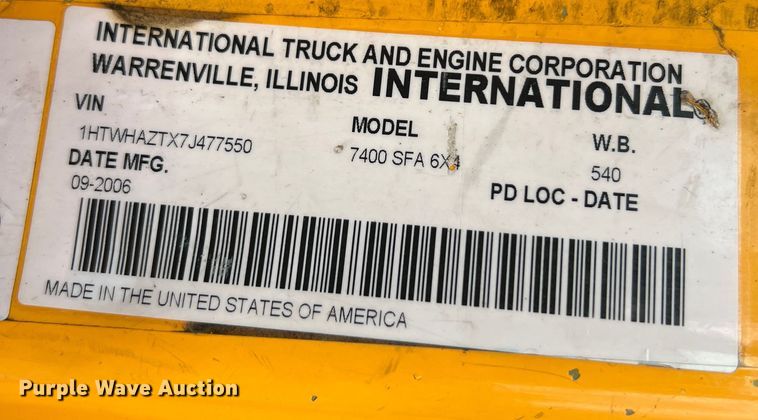 INTERNATIONAL TRUCK AND ENGINE CORPORATION
WARRENVILLE, ILLINOIS INTERNATIONAL
VIN MODEL W.B.
1HTWHAZTX7J477550 7400 SFA 6X4 540
DATE MFG. PD LOC - DATE
09-2006
MADE IN THE UNITED STATES OF AMERICA
Purple Wave Auction